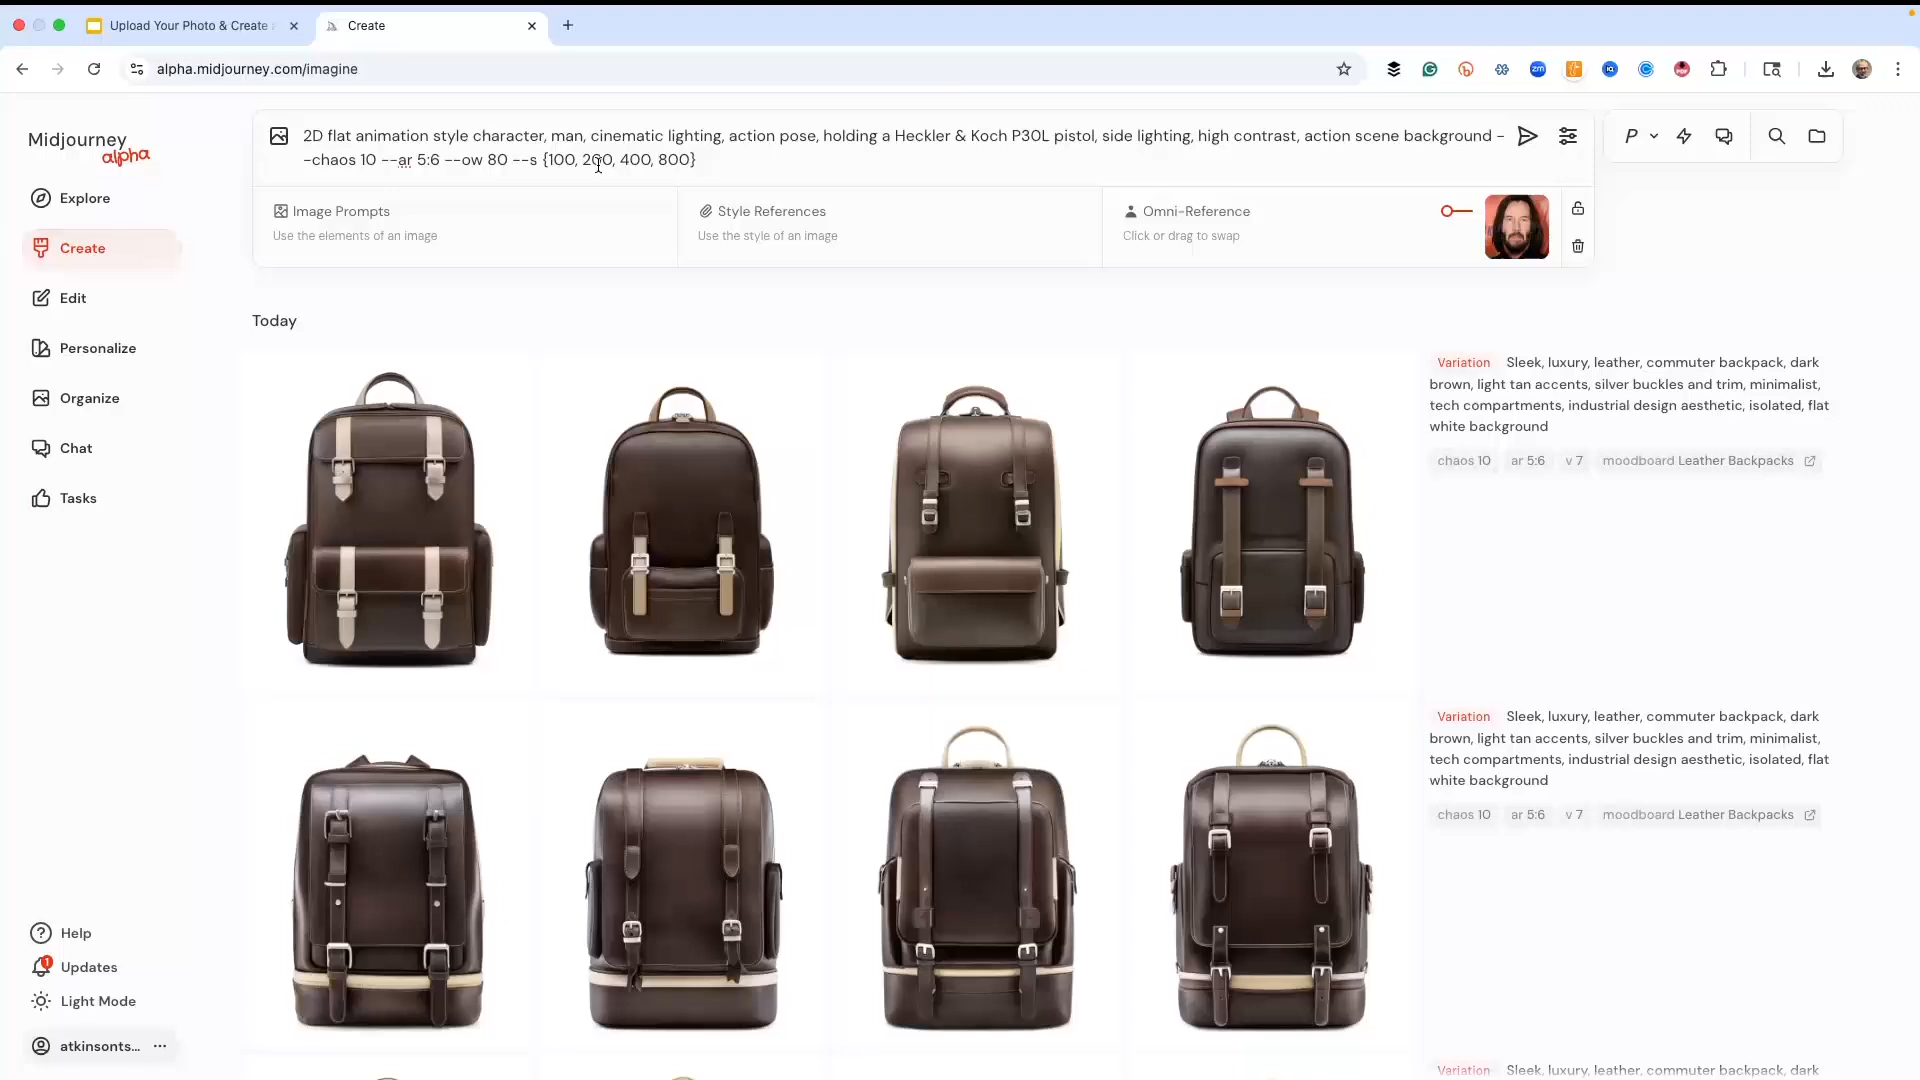 Upload Your Photo & Create
Create
alpha.midjourney.com/imagine
Midjourney
alpha
Explore
Create
Edit
Personalize
Organize
Chat
Tasks
Help
1
Updates
Light Mode
atkinsonts...
2D flat animation style character, man, cinematic lighting, action pose, holding a Heckler & Koch P30L pistol, side lighting, high contrast, action scene background -
-chaos 10 --ar 5:6 --ow 80 --s {100, 200, 400, 800}
P
Image Prompts
Use the elements of an image
Style References
Use the style of an image
Omni-Reference
Click or drag to swap
Today
Variation Sleek, luxury, leather, commuter backpack, dark
brown, light tan accents, silver buckles and trim, minimalist,
tech compartments, industrial design aesthetic, isolated, flat
white background
chaos 10 ar 5:6 v 7 moodboard Leather Backpacks
Variation Sleek, luxury, leather, commuter backpack, dark
brown, light tan accents, silver buckles and trim, minimalist,
tech compartments, industrial design aesthetic, isolated, flat
white background
chaos 10 ar 5:6 v 7 moodboard Leather Backpacks
Variation Sleek, luxury, leather, commuter backpack, dark